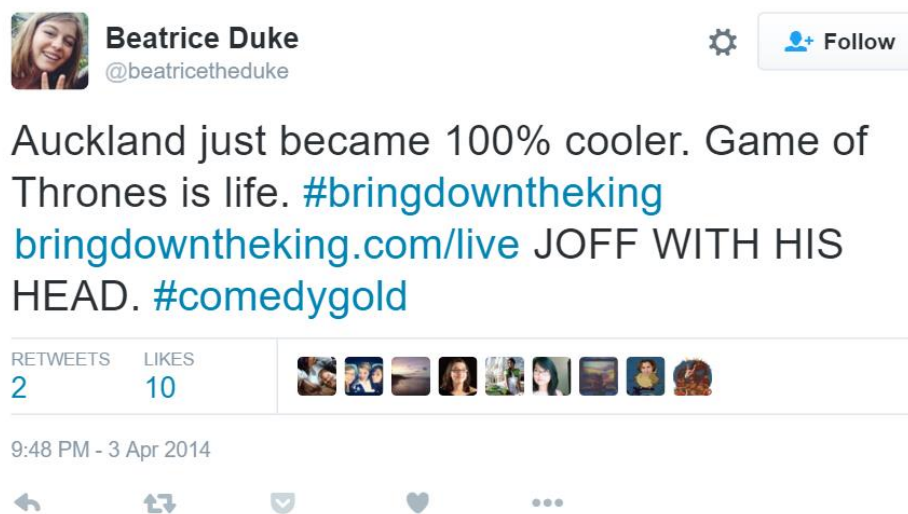 Beatrice Duke
@beatricetheduke
Follow
Auckland just became 100% cooler. Game of
Thrones is life. #bringdowntheking
bringdowntheking.com/live JOFF WITH HIS
HEAD. #comedygold
RETWEETS LIKES
2 10
9:48 PM - 3 Apr 2014